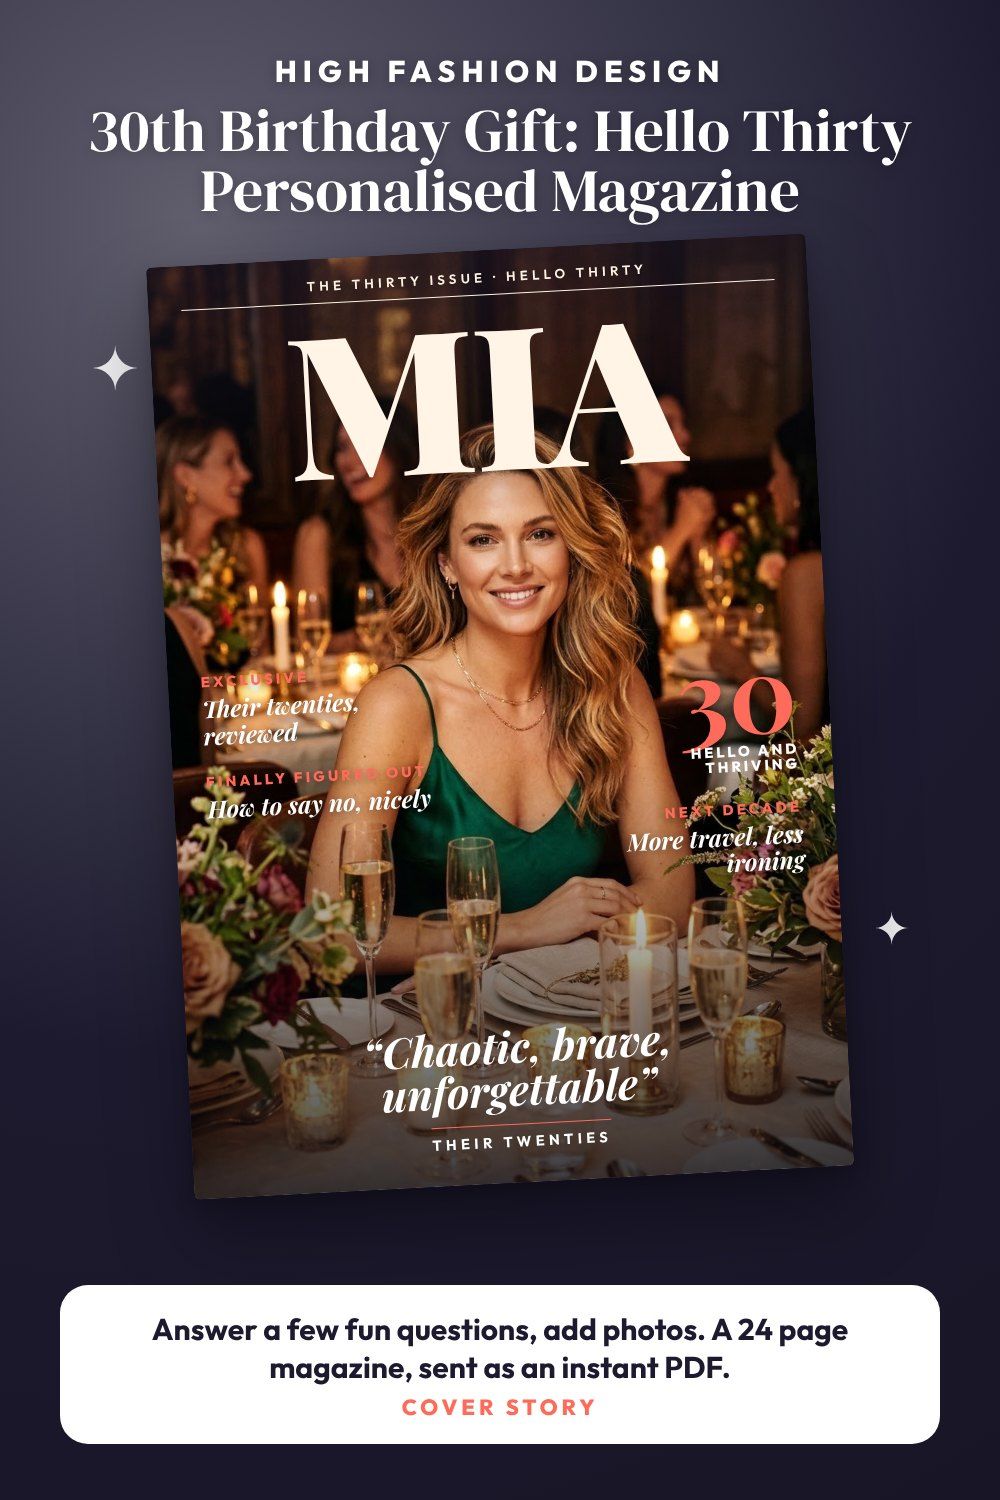 HIGH FASHION DESIGN
30th Birthday Gift: Hello Thirty
Personalised Magazine
THE THIRTY ISSUE · HELLO THIRTY
MIA
EXCLUSIVE
Their twenties,
reviewed
FINALLY FIGURED OUT
How to say no, nicely
30
HELLO AND
THRIVING
NEXT DECADE
More travel, less
ironing
“Chaotic, brave,
unforgettable”
THEIR TWENTIES
Answer a few fun questions, add photos. A 24 page
magazine, sent as an instant PDF.
COVER STORY